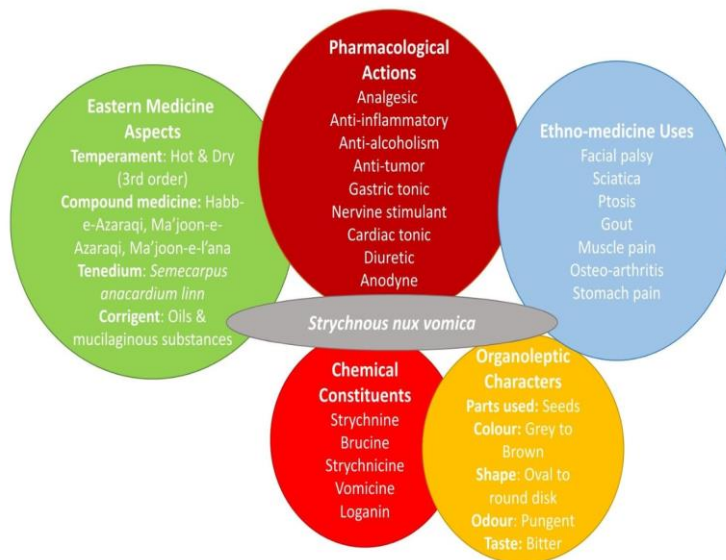 Pharmacological
Actions
Analgesic
Anti-inflammatory
Anti-alcoholism
Anti-tumor
Gastric tonic
Nervine stimulant
Cardiac tonic
Diuretic
Anodyne
Eastern Medicine
Aspects
Temperament: Hot & Dry
(3rd order)
Compound medicine: Habb-
e-Azaraqi, Ma’joon-e-
Azaraqi, Ma’joon-e-l’ana
Tenedium: Semecarpus
anacardium linn
Corrigent: Oils &
mucilaginous substances
Ethno-medicine Uses
Facial palsy
Sciatica
Ptosis
Gout
Muscle pain
Osteo-arthritis
Stomach pain
Strychnous nux vomica
Chemical
Constituents
Strychnine
Brucine
Strychnicine
Vomicine
Loganin
Organoleptic
Characters
Parts used: Seeds
Colour: Grey to
Brown
Shape: Oval to
round disk
Odour: Pungent
Taste: Bitter